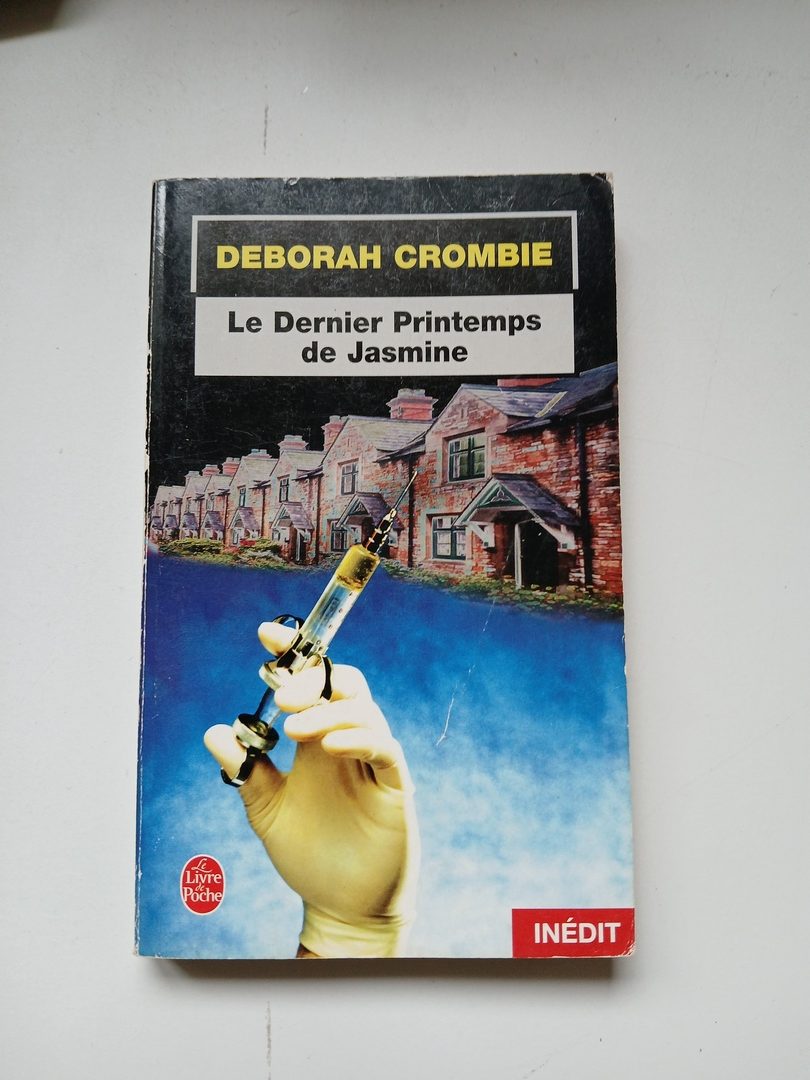 DEBORAH CROMBIE
Le Dernier Printemps
de Jasmine
Le
Livre
de
Poche
INÉDIT